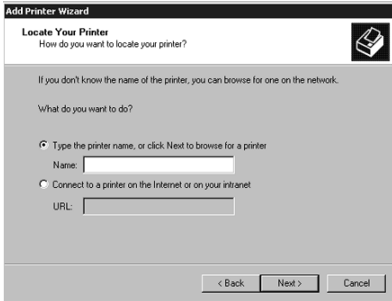 Add Printer Wizard
Locate Your Printer
How do you want to locate your printer?
If you don't know the name of the printer, you can browse for one on the network.
What do you want to do?
Type the printer name, or click Next to browse for a printer
Name:
Connect to a printer on the Internet or on your intranet
URL:
< Back Next > Cancel